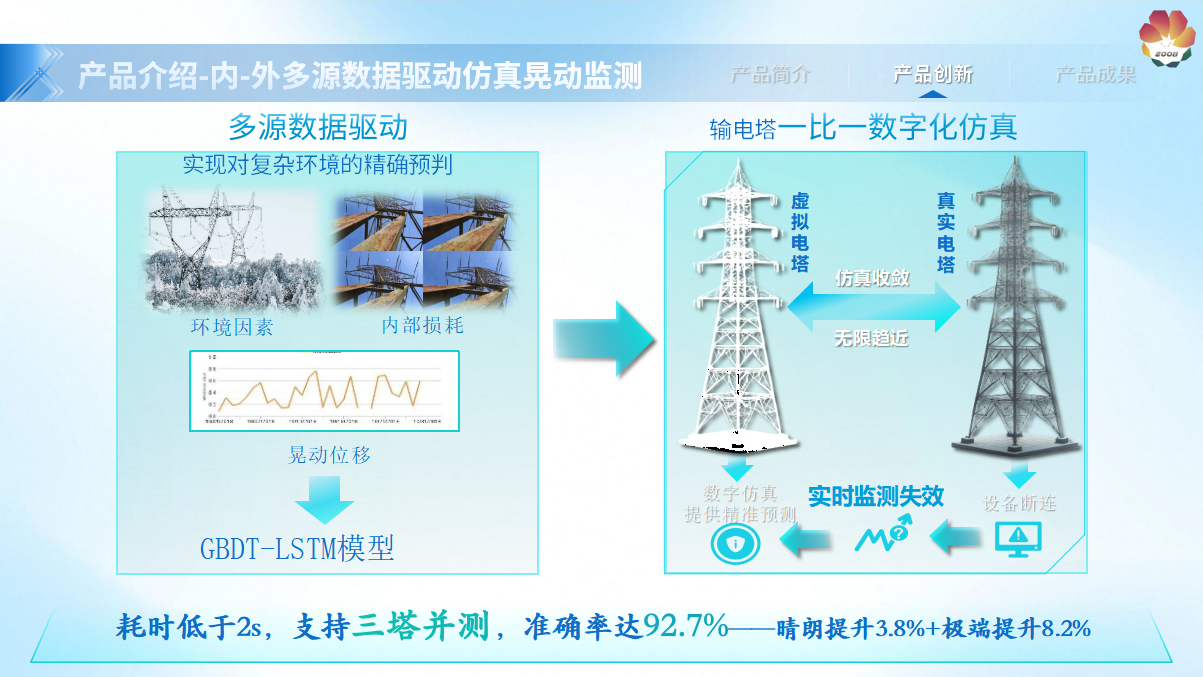 2008
产品介绍-内-外多源数据驱动仿真晃动监测
产品简介
产品创新
产品成果
多源数据驱动
实现对复杂环境的精确预判
环境因素
内部损耗
晃动位移
GBDT-LSTM模型
输电塔一比一数字化仿真
虚拟电塔
真实电塔
仿真收敛
无限趋近
数字仿真
提供精准预测
实时监测失效
设备断连
耗时低于2s，支持三塔并测，准确率达92.7%——晴朗提升3.8%+极端提升8.2%